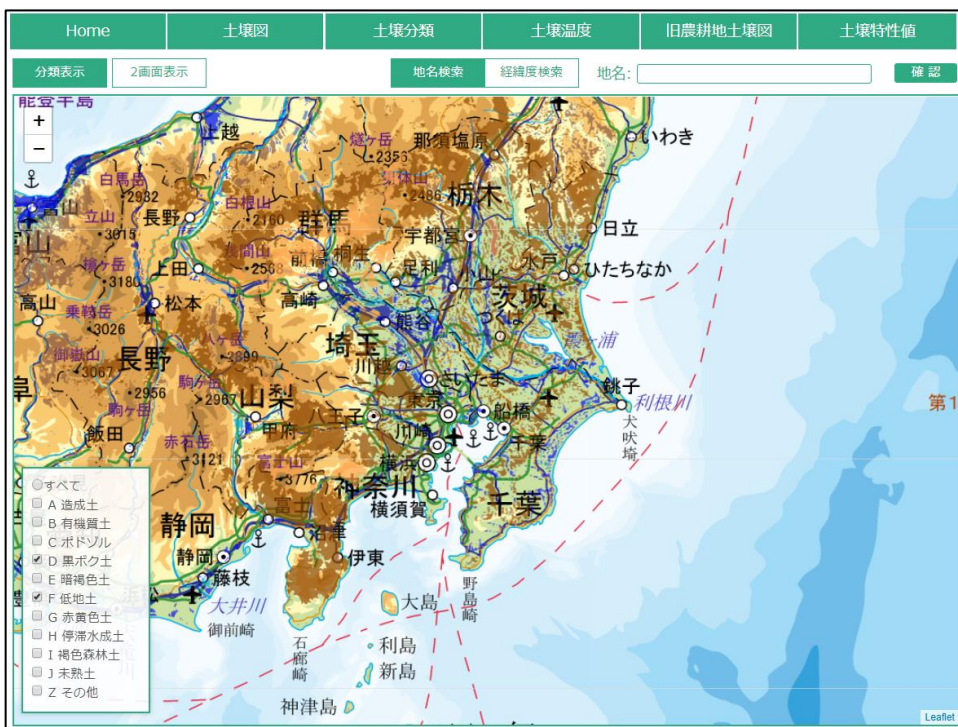 Home 土壌図 土壌分類 土壌温度 旧農耕地土壌図 土壌特性値
分類表示 2画面表示 地名検索 経緯度検索 地名: 確認
能登半島
+
−
上越
燧ケ岳
那須塩原
いわき
2356
白馬岳
2932
白根山
2486
栃木
富山
立山
長野
2160
群馬
宇都宮
日立
3015
浅間山
前橋
桐生
水戸
ひたちなか
上田
2568
足利
小山
槍ヶ岳
3180
高崎
茨城
高山
松本
乗鞍岳
熊谷
つくば
3026
八ヶ岳
埼玉
霞ヶ浦
御嶽山
2899
川越
長野
さいたま
3067
駒ヶ岳
銚子
2956
2967
山梨
東京
船橋
利根川
第1
駒ヶ岳
八王子
犬吠埼
甲府
川崎
千葉
飯田
赤石岳
3121
富士山
横浜
3776
神奈川
千葉
横須賀
富士
静岡
沼津
静岡
伊東
藤枝
野島崎
浜松
大井川
大島
御前崎
石廊崎
利島
新島
神津島
すべて
A 造成土
B 有機質土
C ポドゾル
D 黒ボク土
E 暗褐色土
F 低地土
G 赤黄色土
H 停滞水成土
I 褐色森林土
J 未熟土
Z その他
Leaflet